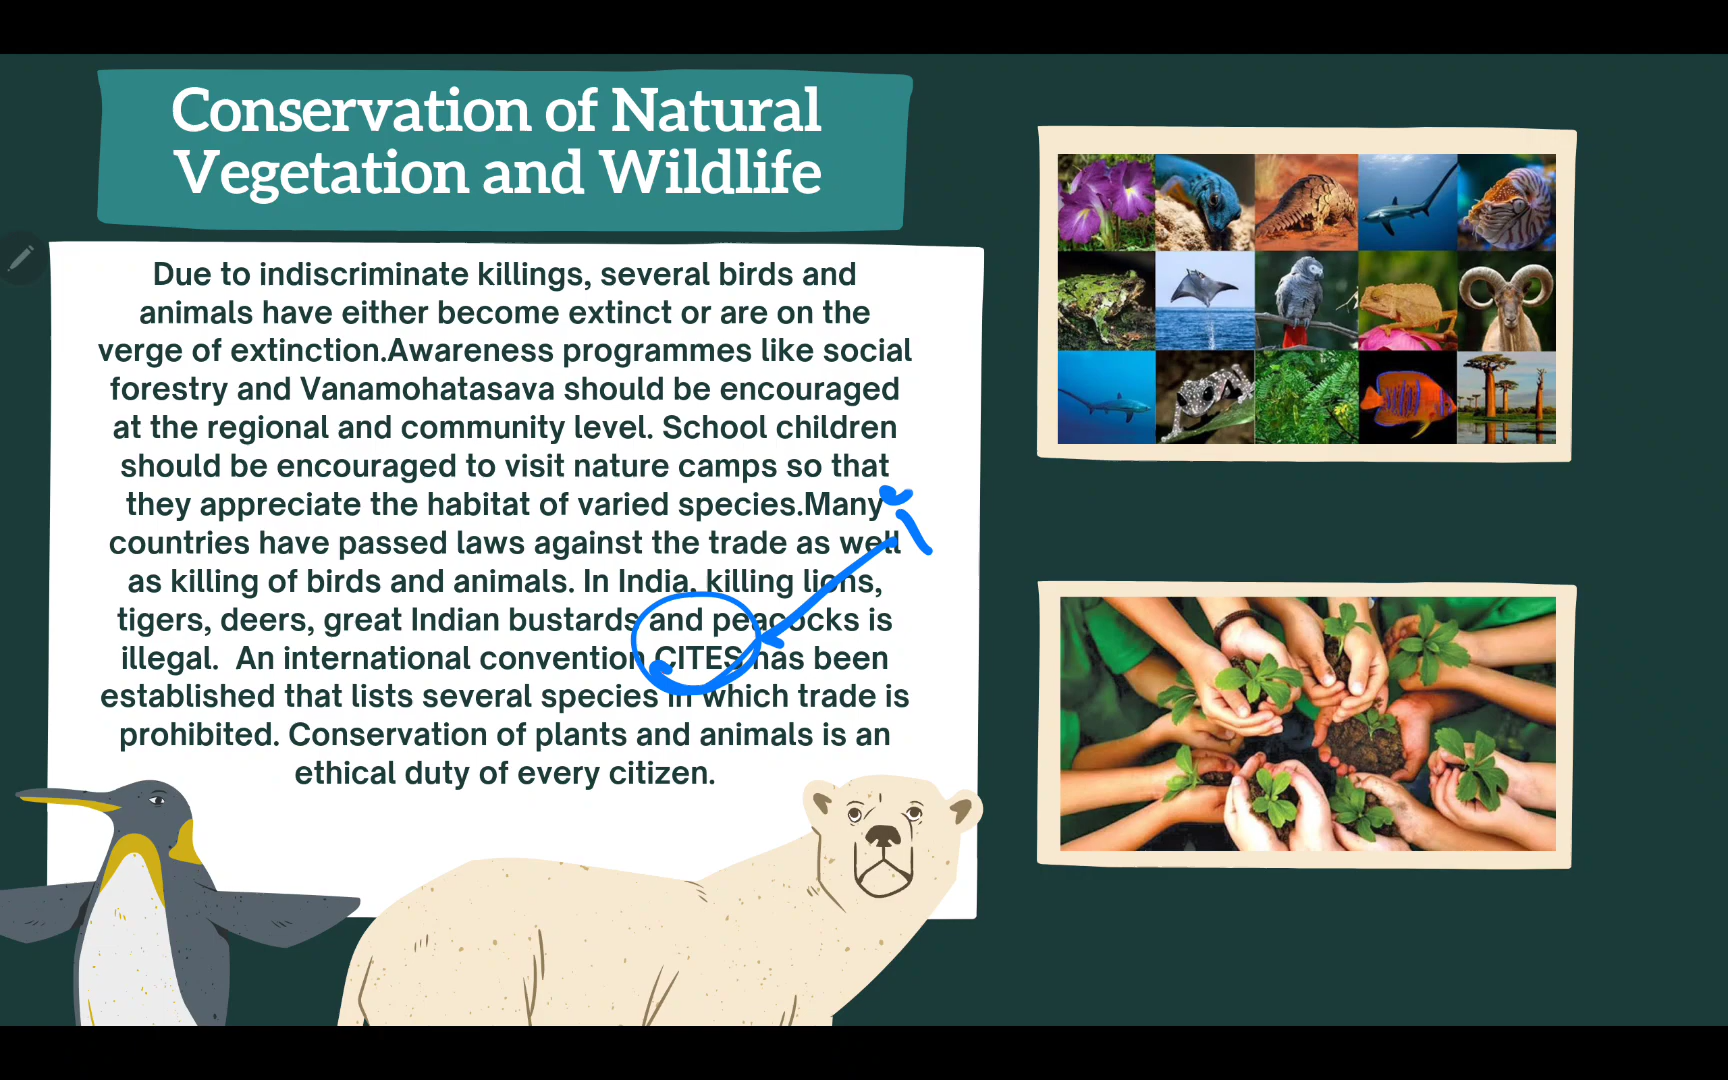 Conservation of Natural
Vegetation and Wildlife
Due to indiscriminate killings, several birds and
animals have either become extinct or are on the
verge of extinction.Awareness programmes like social
forestry and Vanamohatasava should be encouraged
at the regional and community level. School children
should be encouraged to visit nature camps so that
they appreciate the habitat of varied species.Many
countries have passed laws against the trade as well
as killing of birds and animals. In India, killing lions,
tigers, deers, great Indian bustards and peacocks is
illegal.  An international convention CITES has been
established that lists several species in which trade is
prohibited. Conservation of plants and animals is an
ethical duty of every citizen.